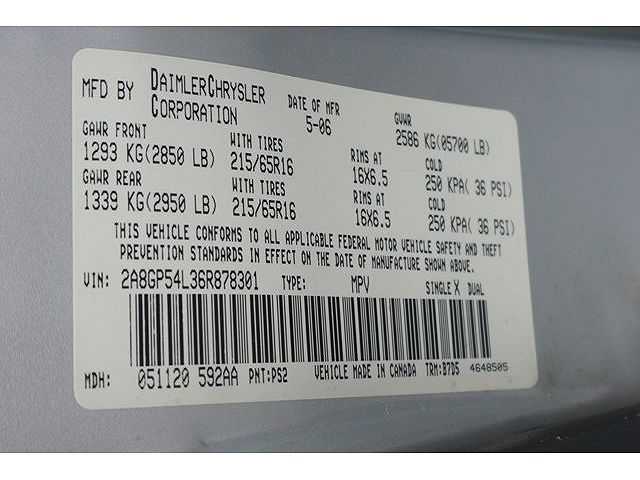 MFD BY DAIMLERCHRYSLER CORPORATION DATE OF MFR 5-06 GVWR 2586 KG(05700 LB)
GAWR FRONT WITH TIRES RIMS AT COLD
1293 KG(2850 LB) 215/65R16 16X6.5 250 KPA( 36 PSI)
GAWR REAR WITH TIRES RIMS AT COLD
1339 KG(2950 LB) 215/65R16 16X6.5 250 KPA( 36 PSI)
THIS VEHICLE CONFORMS TO ALL APPLICABLE FEDERAL MOTOR VEHICLE SAFETY AND THEFT
PREVENTION STANDARDS IN EFFECT ON THE DATE OF MANUFACTURE SHOWN ABOVE.
VIN: 2A8GP54L36R878301 TYPE: MPV SINGLE X DUAL
MDH: 051120 592AA PNT:PS2 VEHICLE MADE IN CANADA TRM:B7D5 4648505